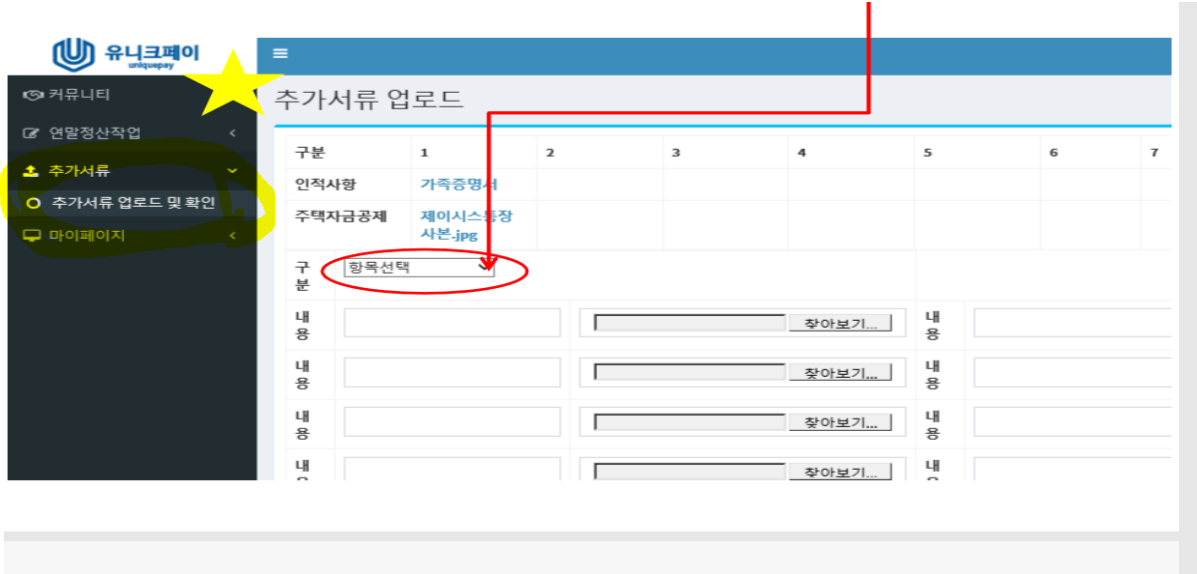 유니크페이
uniquepay
커뮤니티
연말정산작업
추가서류
추가서류 업로드 및 확인
마이페이지
추가서류 업로드
구분 1 2 3 4 5 6 7
인적사항 가족증명서
주택자금공제 제이시스통장
사본.jpg
구
분
항목선택
내
용
찾아보기...
내
용
내
용
찾아보기...
내
용
내
용
찾아보기...
내
용
내
찾아보기...
내